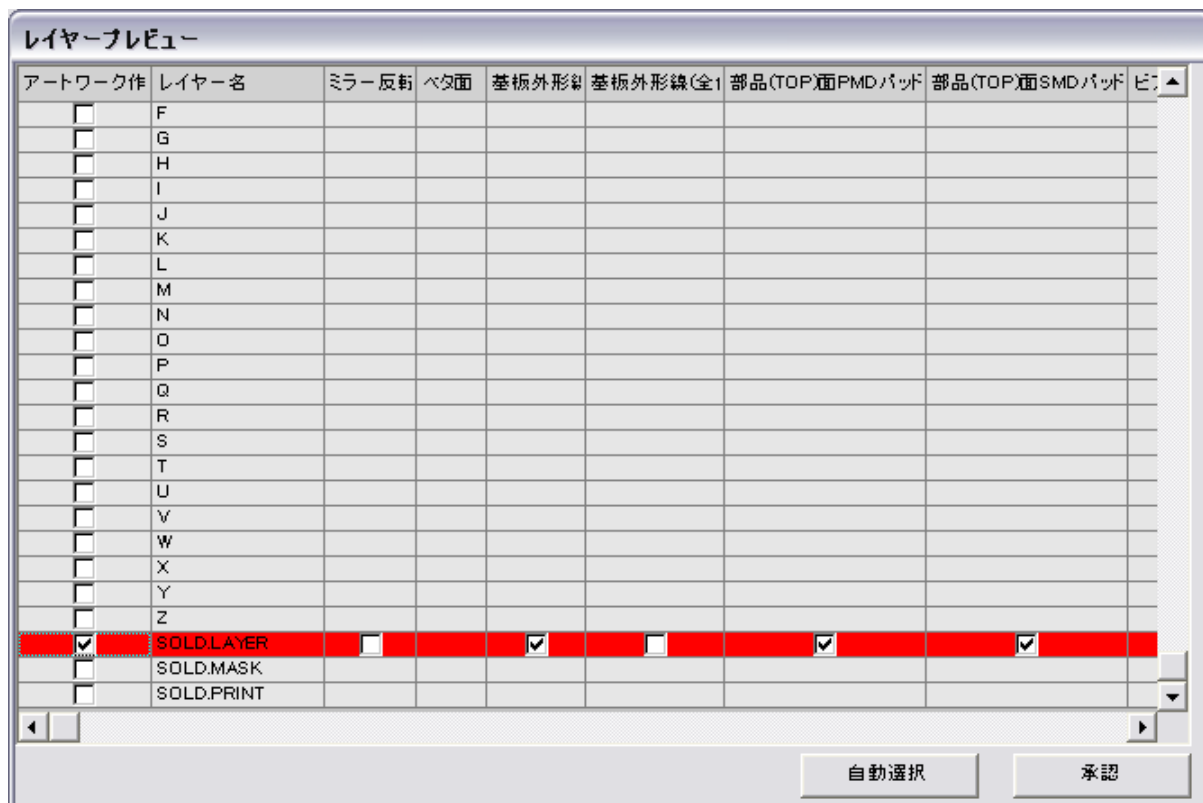 レイヤープレビュー
アートワーク作 レイヤー名 ミラー反転 ベタ面 基板外形線 基板外形線(全 部品(TOP)面PMDパッド 部品(TOP)面SMDパッド
F
G
H
I
J
K
L
M
N
O
P
Q
R
S
T
U
V
W
X
Y
Z
SOLD.LAYER
SOLD.MASK
SOLD.PRINT
自動選択 承認